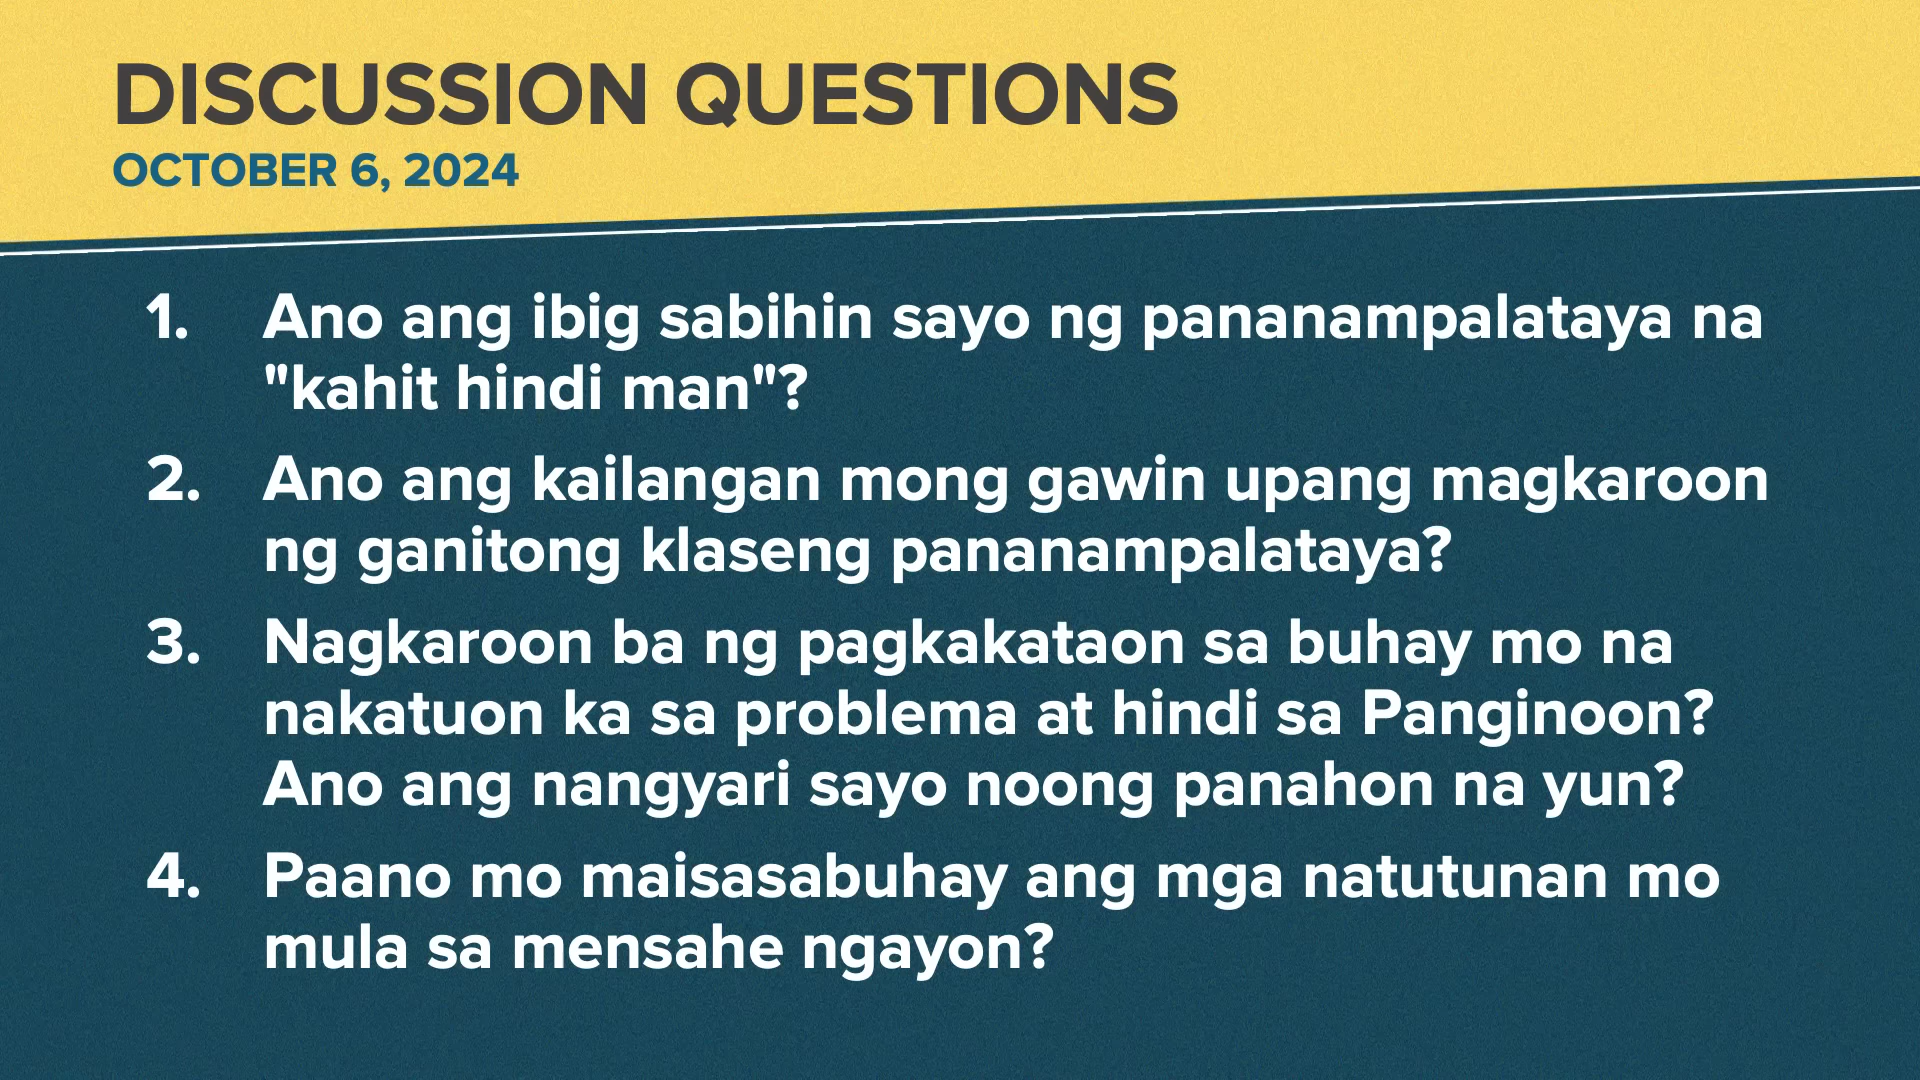 DISCUSSION QUESTIONS
OCTOBER 6, 2024
1. Ano ang ibig sabihin sayo ng pananampalataya na
"kahit hindi man"?
2. Ano ang kailangan mong gawin upang magkaroon
ng ganitong klaseng pananampalataya?
3. Nagkaroon ba ng pagkakataon sa buhay mo na
nakatuon ka sa problema at hindi sa Panginoon?
Ano ang nangyari sayo noong panahon na yun?
4. Paano mo maisasabuhay ang mga natutunan mo
mula sa mensahe ngayon?